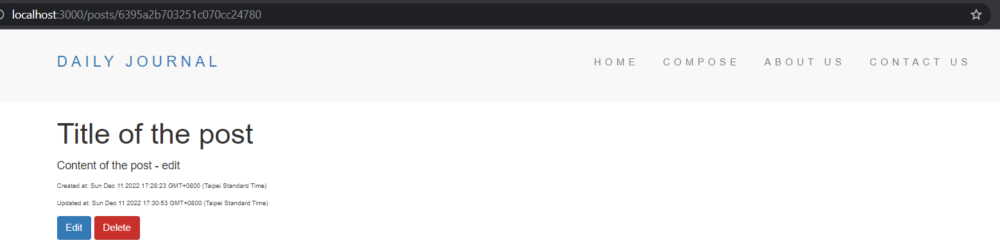 localhost:3000/posts/6395a2b703251c070cc24780
DAILY JOURNAL HOME COMPOSE ABOUT US CONTACT US
Title of the post
Content of the post - edit
Created at: Sun Dec 11 2022 17:28:23 GMT+0800 (Taipei Standard Time)
Updated at: Sun Dec 11 2022 17:30:53 GMT+0800 (Taipei Standard Time)
Edit Delete